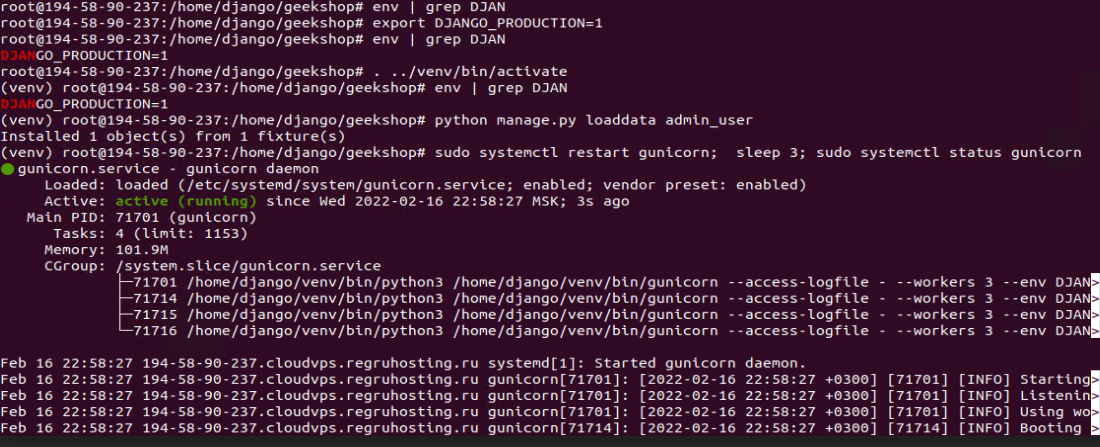 root@194-58-90-237:/home/django/geekshop# env | grep DJAN
root@194-58-90-237:/home/django/geekshop# export DJANGO_PRODUCTION=1
root@194-58-90-237:/home/django/geekshop# env | grep DJAN
DJANGO_PRODUCTION=1
root@194-58-90-237:/home/django/geekshop# . ../venv/bin/activate
(venv) root@194-58-90-237:/home/django/geekshop# env | grep DJAN
DJANGO_PRODUCTION=1
(venv) root@194-58-90-237:/home/django/geekshop# python manage.py loaddata admin_user
Installed 1 object(s) from 1 fixture(s)
(venv) root@194-58-90-237:/home/django/geekshop# sudo systemctl restart gunicorn;  sleep 3; sudo systemctl status gunicorn
● gunicorn.service - gunicorn daemon
     Loaded: loaded (/etc/systemd/system/gunicorn.service; enabled; vendor preset: enabled)
     Active: active (running) since Wed 2022-02-16 22:58:27 MSK; 3s ago
   Main PID: 71701 (gunicorn)
      Tasks: 4 (limit: 1153)
     Memory: 101.9M
     CGroup: /system.slice/gunicorn.service
             ├─71701 /home/django/venv/bin/python3 /home/django/venv/bin/gunicorn --access-logfile - --workers 3 --env DJAN>
             ├─71714 /home/django/venv/bin/python3 /home/django/venv/bin/gunicorn --access-logfile - --workers 3 --env DJAN>
             ├─71715 /home/django/venv/bin/python3 /home/django/venv/bin/gunicorn --access-logfile - --workers 3 --env DJAN>
             └─71716 /home/django/venv/bin/python3 /home/django/venv/bin/gunicorn --access-logfile - --workers 3 --env DJAN>
Feb 16 22:58:27 194-58-90-237.cloudvps.regruhosting.ru systemd[1]: Started gunicorn daemon.
Feb 16 22:58:27 194-58-90-237.cloudvps.regruhosting.ru gunicorn[71701]: [2022-02-16 22:58:27 +0300] [71701] [INFO] Starting>
Feb 16 22:58:27 194-58-90-237.cloudvps.regruhosting.ru gunicorn[71701]: [2022-02-16 22:58:27 +0300] [71701] [INFO] Listenin>
Feb 16 22:58:27 194-58-90-237.cloudvps.regruhosting.ru gunicorn[71701]: [2022-02-16 22:58:27 +0300] [71701] [INFO] Using wo>
Feb 16 22:58:27 194-58-90-237.cloudvps.regruhosting.ru gunicorn[71714]: [2022-02-16 22:58:27 +0300] [71714] [INFO] Booting >